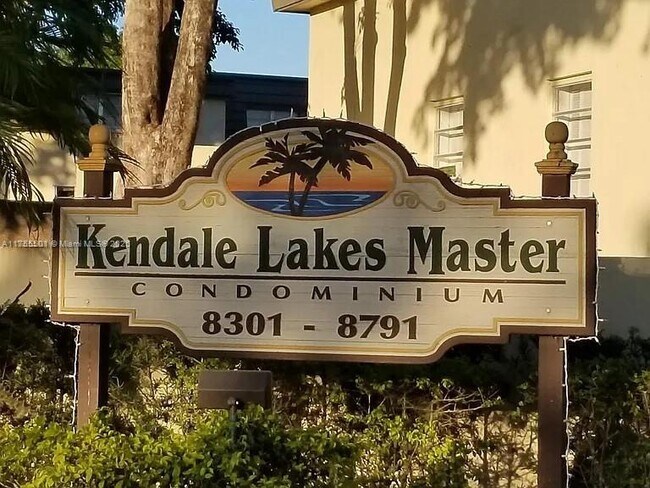 Kendale Lakes Master
CONDOMINIUM
8301 - 8791